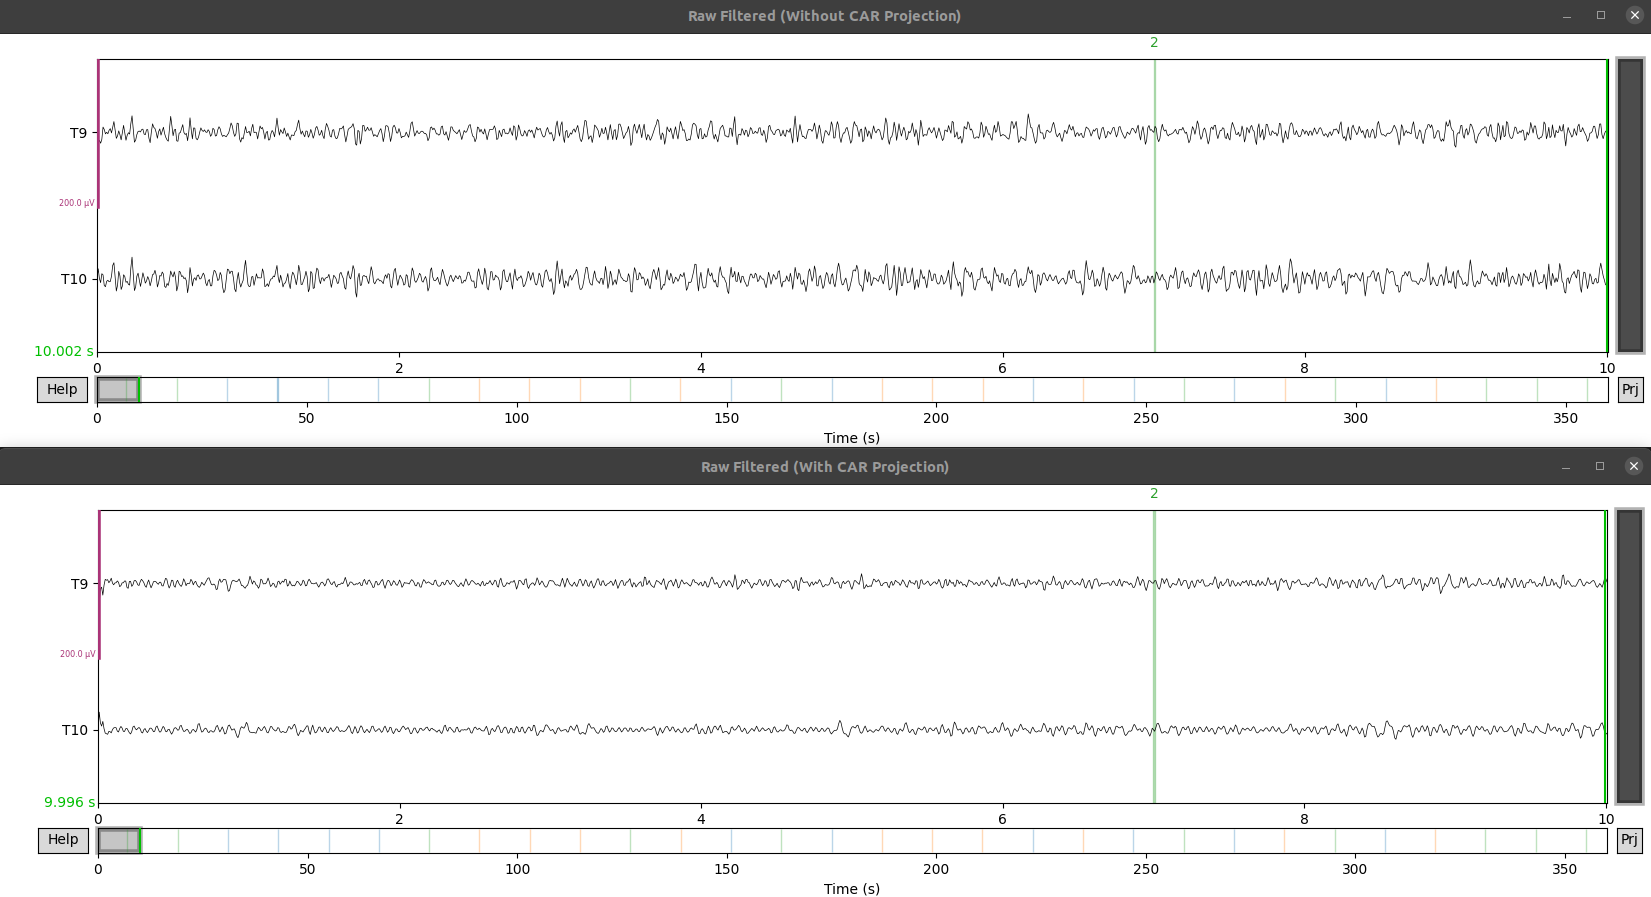 Raw Filtered (Without CAR Projection)
2
T9
200.0 µV
T10
10.002 s
0 2 4 6 8 10
Help
Prj
0 50 100 150 200 250 300 350
Time (s)
Raw Filtered (With CAR Projection)
2
T9
200.0 µV
T10
9.996 s
0 2 4 6 8 10
Help
Prj
0 50 100 150 200 250 300 350
Time (s)